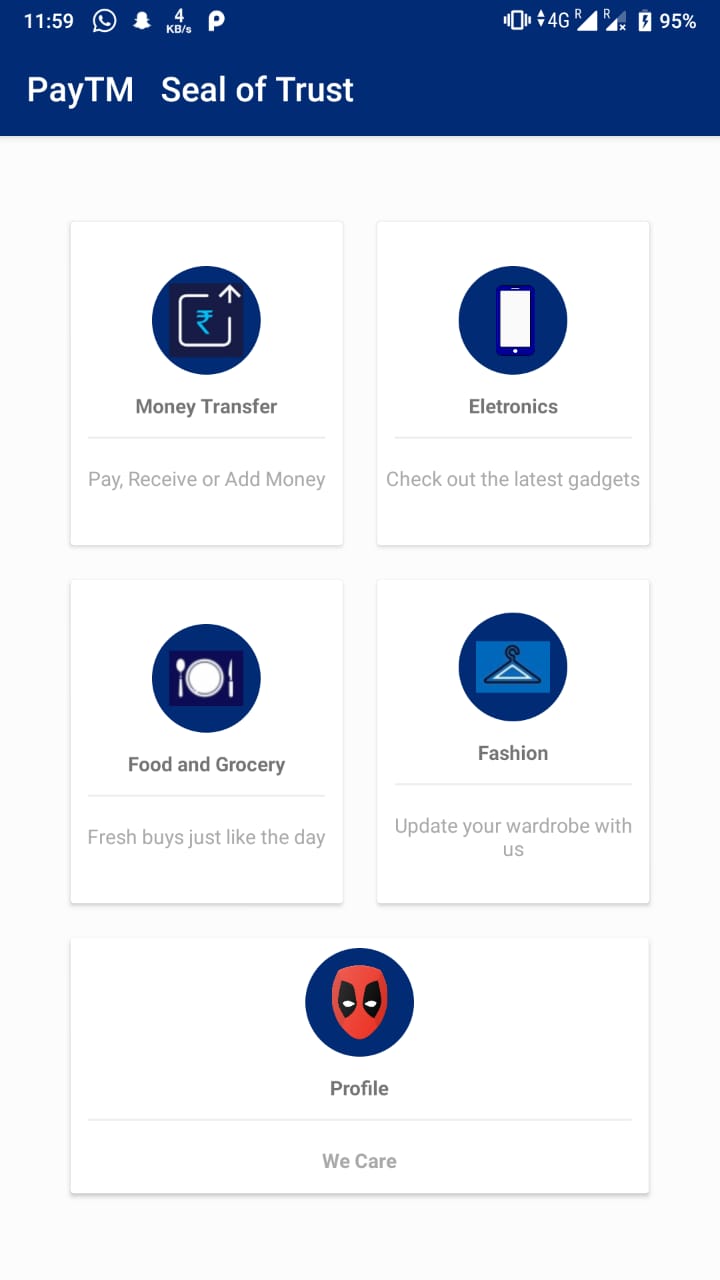 11:59 4 KB/s 4G R R 95%
PayTM Seal of Trust
Money Transfer
Pay, Receive or Add Money
Eletronics
Check out the latest gadgets
Food and Grocery
Fresh buys just like the day
Fashion
Update your wardrobe with
us
Profile
We Care